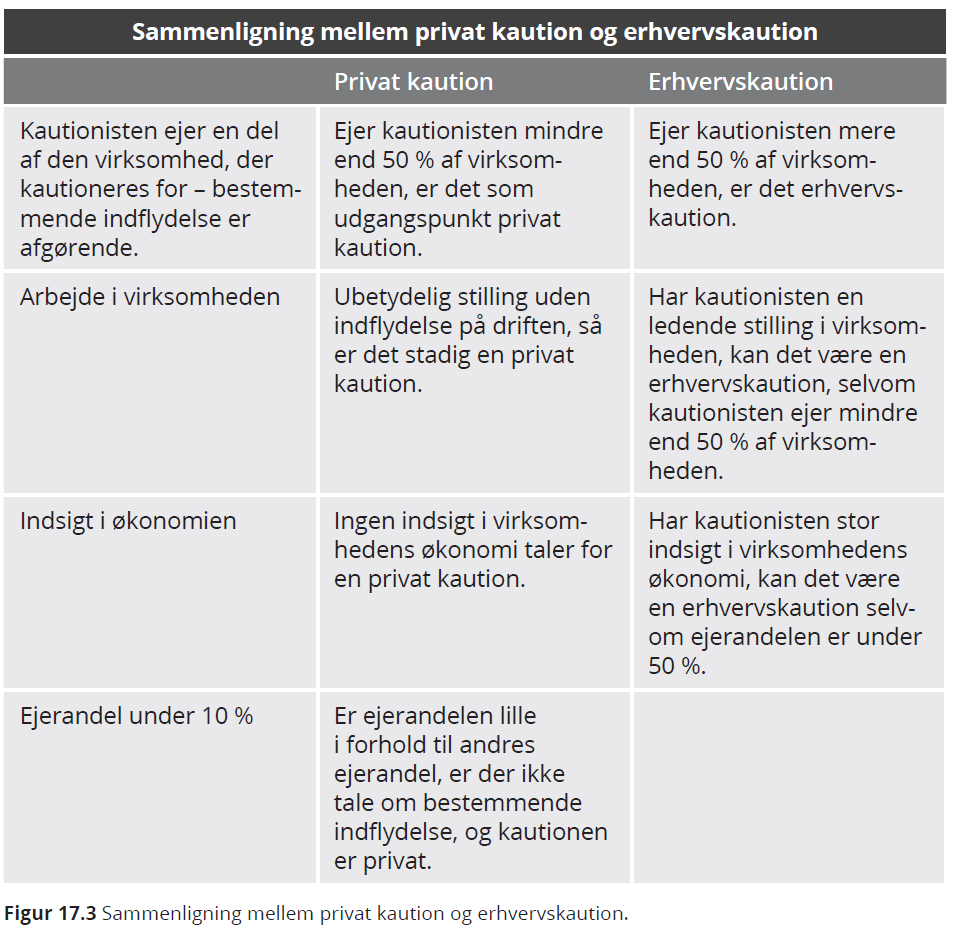 Sammenligning mellem privat kaution og erhvervskaution
Privat kaution
Erhvervskaution
Kautionisten ejer en del
af den virksomhed, der
kautioneres for – bestem-
mende indflydelse er
afgørende.
Ejer kautionisten mindre
end 50 % af virksom-
heden, er det som
udgangspunkt privat
kaution.
Ejer kautionisten mere
end 50 % af virksom-
heden, er det erhvervs-
kaution.
Arbejde i virksomheden
Ubetydelig stilling uden
indflydelse på driften, så
er det stadig en privat
kaution.
Har kautionisten en
ledende stilling i virksom-
heden, kan det være en
erhvervskaution, selvom
kautionisten ejer mindre
end 50 % af virksom-
heden.
Indsigt i økonomien
Ingen indsigt i virksom-
hedens økonomi taler for
en privat kaution.
Har kautionisten stor
indsigt i virksomhedens
økonomi, kan det være
en erhvervskaution selv-
om ejerandelen er under
50 %.
Ejerandel under 10 %
Er ejerandelen lille
i forhold til andres
ejerandel, er der ikke
tale om bestemmende
indflydelse, og kautionen
er privat.
Figur 17.3 Sammenligning mellem privat kaution og erhvervskaution.